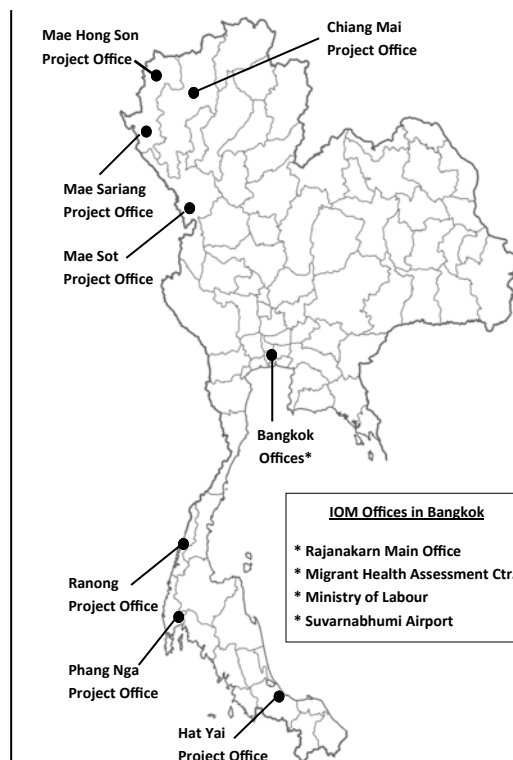 Mae Hong Son
Project Office
Chiang Mai
Project Office
Mae Sariang
Project Office
Mae Sot
Project Office
Bangkok
Offices*
IOM Offices in Bangkok
* Rajanakarn Main Office
* Migrant Health Assessment Ctr.
* Ministry of Labour
* Suvarnabhumi Airport
Ranong
Project Office
Phang Nga
Project Office
Hat Yai
Project Office